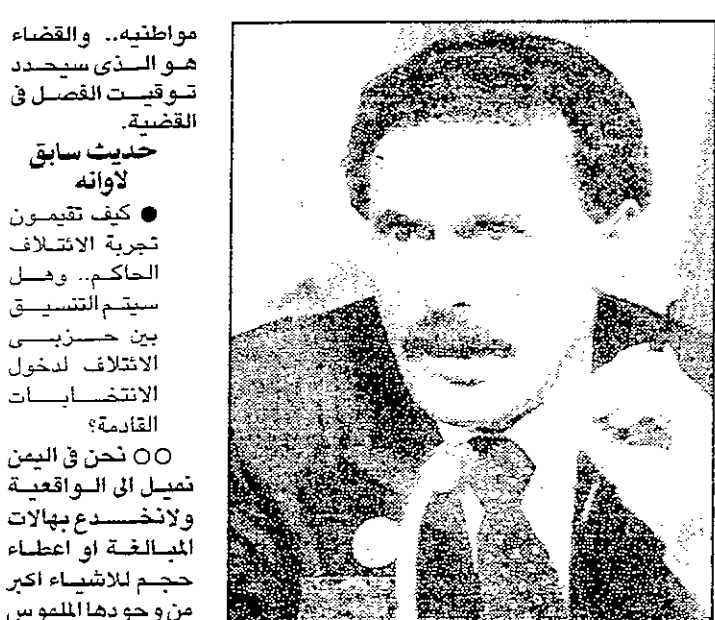 مواطنيه.. والقضاء
هو الذى سيحدد
توقيت الفصل فى
القضية.
حديث سابق
لاوانه
● كيف تقيمون
تجربة الائتلاف
الحاكم.. وهل
سيتم التنسيق
بين حزبى
الائتلاف لدخول
الانتخابات
القادمة؟
○○ نحن فى اليمن
نميل الى الواقعية
ولانخدع بهالات
المبالغة او اعطاء
حجم للاشياء اكبر
من وجودها الملموس